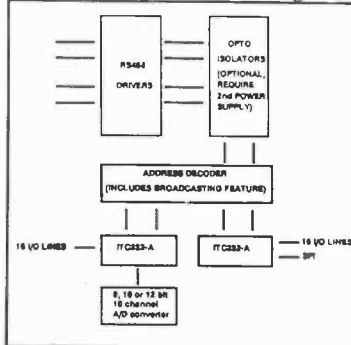 RS485
DRIVERS
OPTO
ISOLATORS
(OPTIONAL,
REQUIRE
2nd POWER
SUPPLY)
ADDRESS DECODER
(INCLUDES BROADCASTING FEATURE)
16 I/O LINES
ITC232-A
ITC232-A
16 I/O LINES
SPI
8, 10 or 12 bit
16 channel
A/D converter